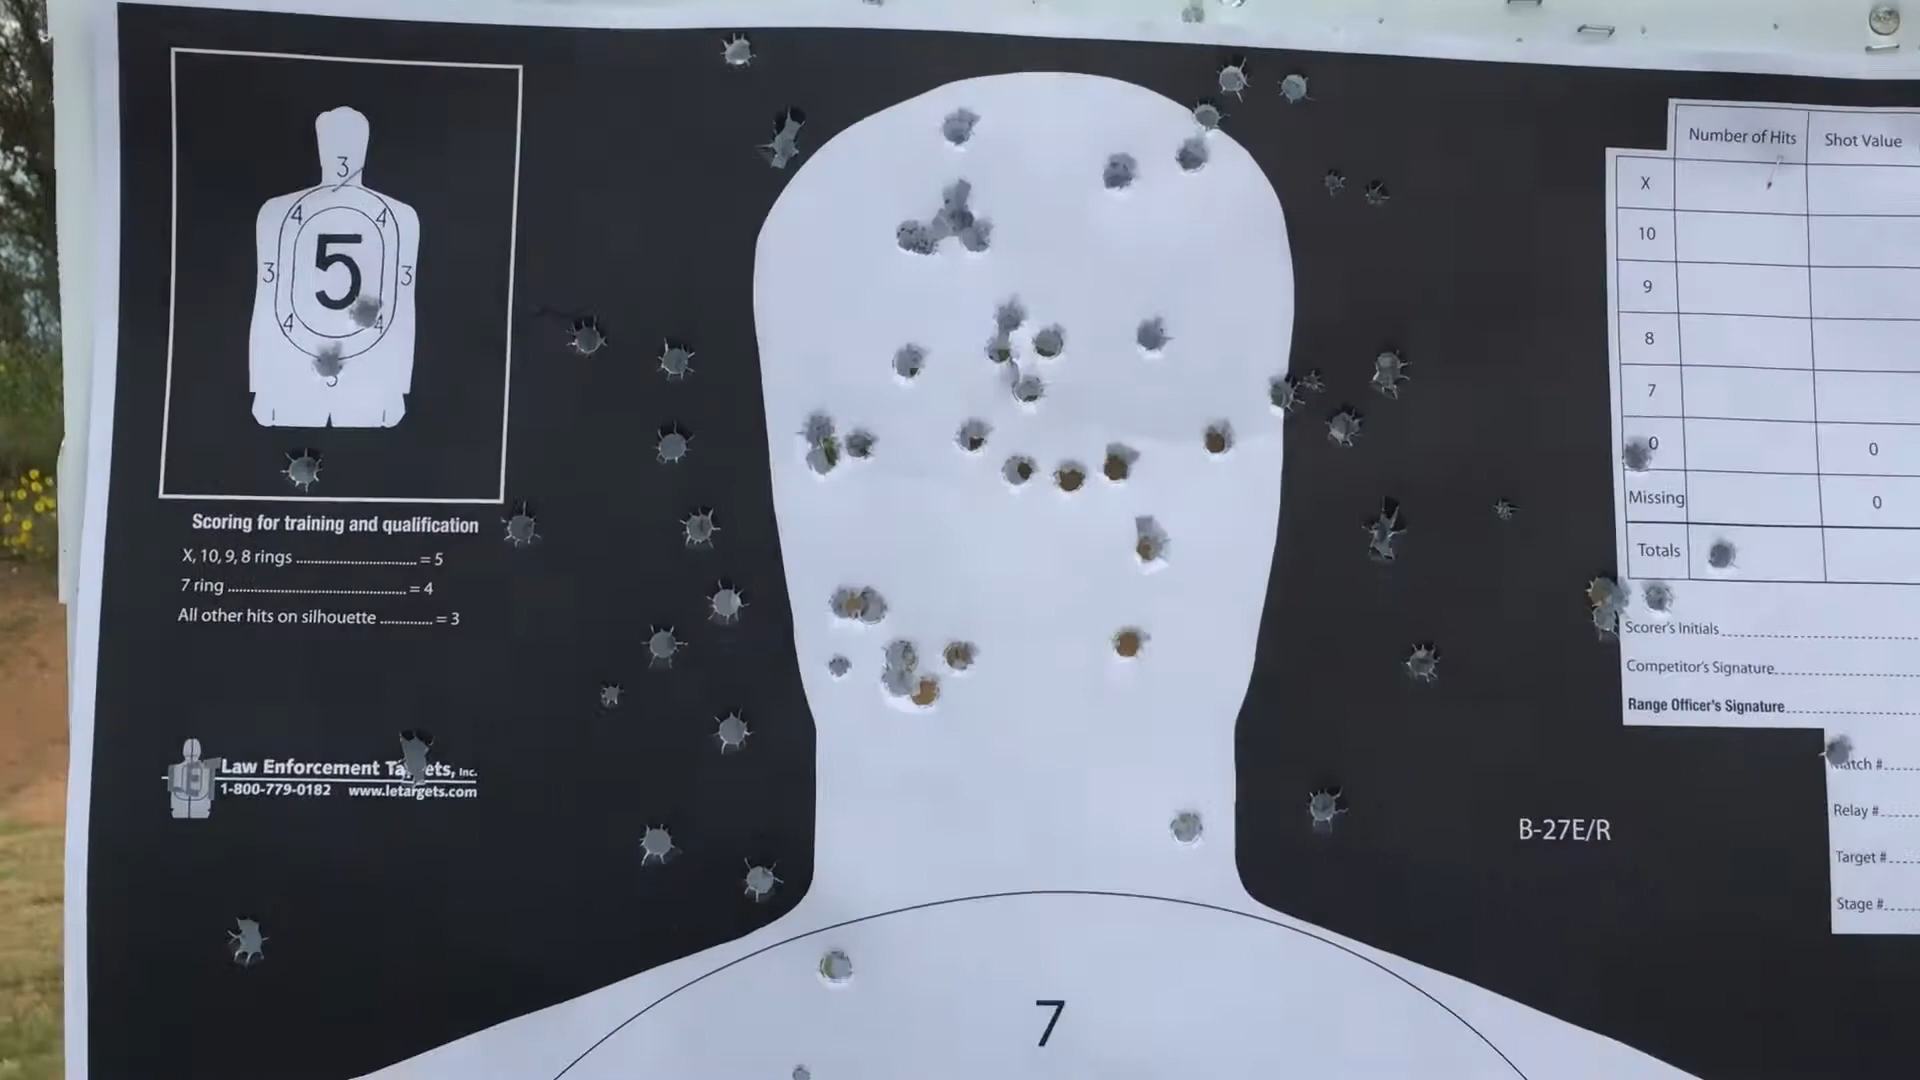 3
4 4
5
3 3
4 4
3
Scoring for training and qualification
X, 10, 9, 8 rings ............................ = 5
7 ring .......................................... = 4
All other hits on silhouette ............. = 3
Law Enforcement Ta ets, Inc.
1-800-779-0182 www.letargets.com
7
Number of Hits Shot Value
X
10
9
8
7
0 0
Missing 0
Totals
Scorer's Initials
Competitor's Signature
Range Officer's Signature
atch #
Relay #
Target #
Stage #
B-27E/R